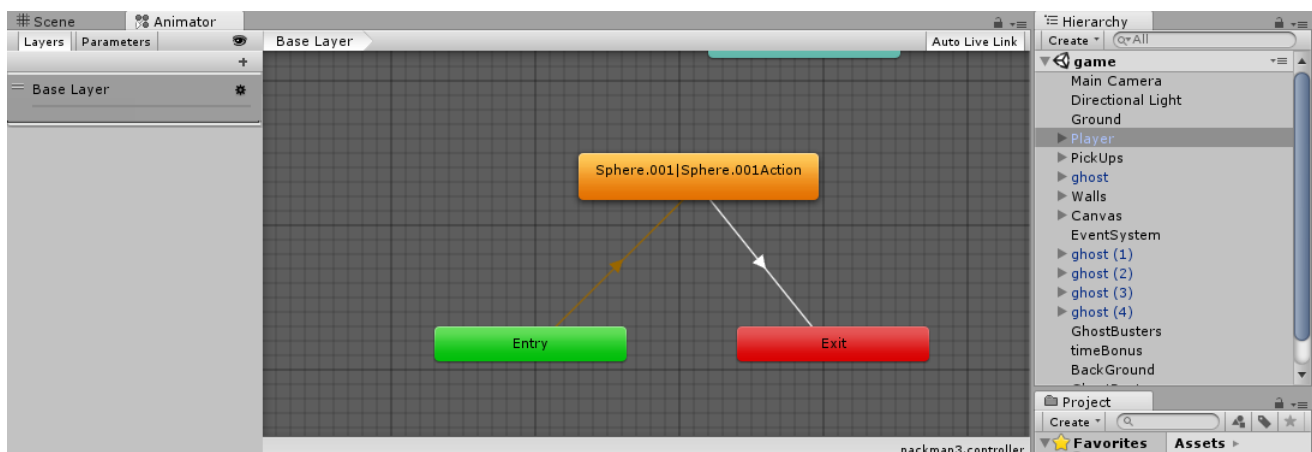 Scene
Animator
Layers Parameters
Base Layer
Auto Live Link
Base Layer
Sphere.001|Sphere.001Action
Entry
Exit
packman3.controller
Hierarchy
Create All
game
Main Camera
Directional Light
Ground
Player
PickUps
ghost
Walls
Canvas
EventSystem
ghost (1)
ghost (2)
ghost (3)
ghost (4)
GhostBusters
timeBonus
BackGround
Project
Create
Favorites Assets